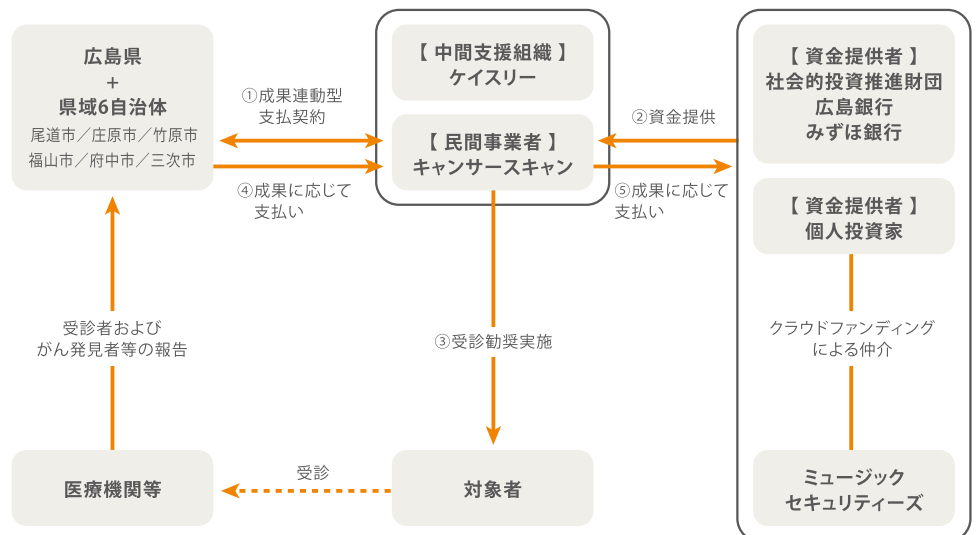 広島県
+
県域6自治体
尾道市／庄原市／竹原市
福山市／府中市／三次市
①成果連動型
支払契約
④成果に応じて
支払い
【 中間支援組織 】
ケイスリー
【 民間事業者 】
キャンサースキャン
②資金提供
⑤成果に応じて
支払い
【 資金提供者 】
社会的投資推進財団
広島銀行
みずほ銀行
【 資金提供者 】
個人投資家
受診者および
がん発見者等の報告
③受診勧奨実施
クラウドファンディング
による仲介
医療機関等
受診
対象者
ミュージック
セキュリティーズ